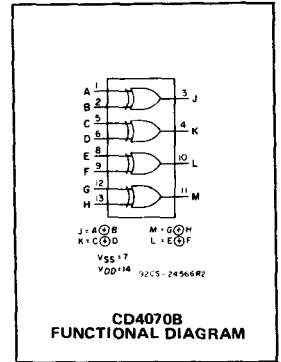 A 1
B 2
3 J
C 5
D 6
4 K
E 8
F 9
10 L
G 12
H 13
11 M
J = A⊕B M = G⊕H
K = C⊕D L = E⊕F
VSS = 7
VDD = 14 92CS-24566R2
CD4070B
FUNCTIONAL DIAGRAM